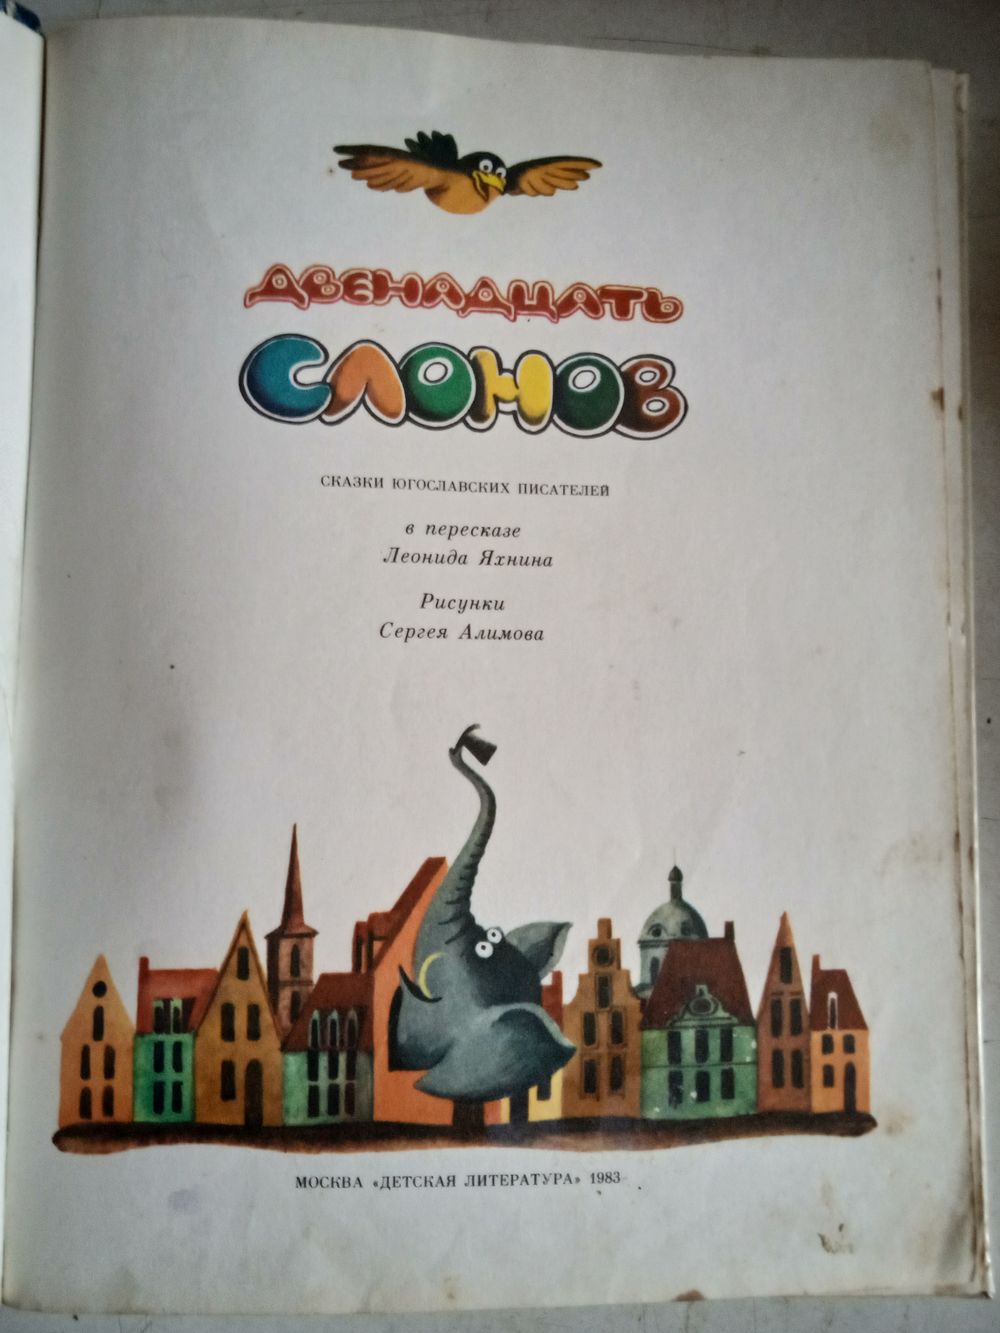 ДВЕНАДЦАТЬ
СЛОНОВ
СКАЗКИ ЮГОСЛАВСКИХ ПИСАТЕЛЕЙ
в пересказе
Леонида Яхнина
Рисунки
Сергея Алимова
МОСКВА «ДЕТСКАЯ ЛИТЕРАТУРА» 1983